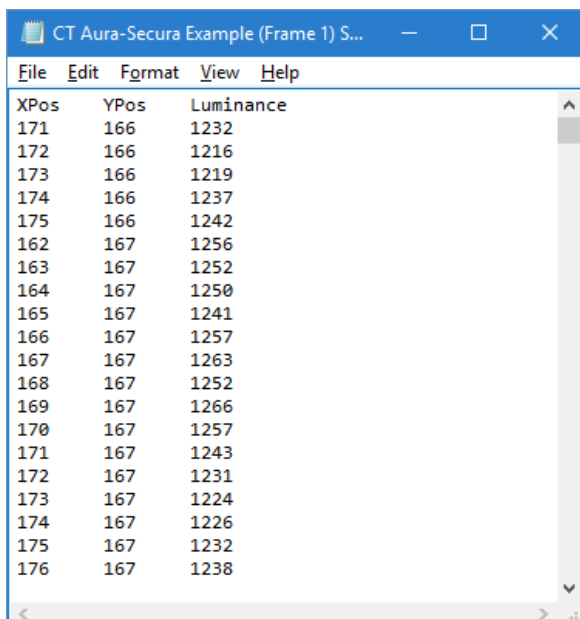 CT Aura-Secura Example (Frame 1) S...
File Edit Format View Help
XPos YPos Luminance
171 166 1232
172 166 1216
173 166 1219
174 166 1237
175 166 1242
162 167 1256
163 167 1252
164 167 1250
165 167 1241
166 167 1257
167 167 1263
168 167 1252
169 167 1266
170 167 1257
171 167 1243
172 167 1231
173 167 1224
174 167 1226
175 167 1232
176 167 1238